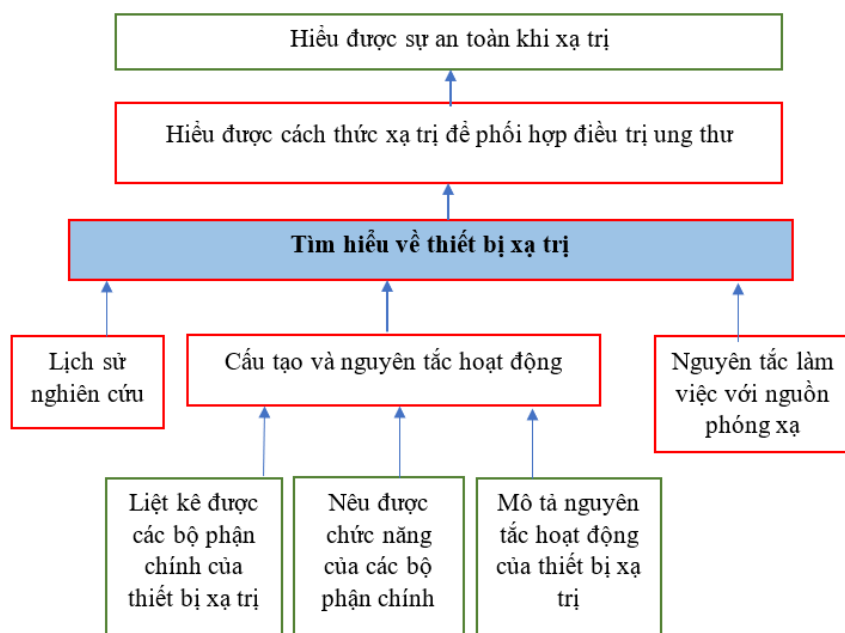 Hiểu được sự an toàn khi xạ trị
Hiểu được cách thức xạ trị để phối hợp điều trị ung thư
Tìm hiểu về thiết bị xạ trị
Lịch sử
nghiên cứu
Cấu tạo và nguyên tắc hoạt động
Nguyên tắc làm
việc với nguồn
phóng xạ
Liệt kê được
các bộ phận
chính của
thiết bị xạ trị
Nêu được
chức năng
của các bộ
phận chính
Mô tả nguyên
tắc hoạt động
của thiết bị xạ
trị